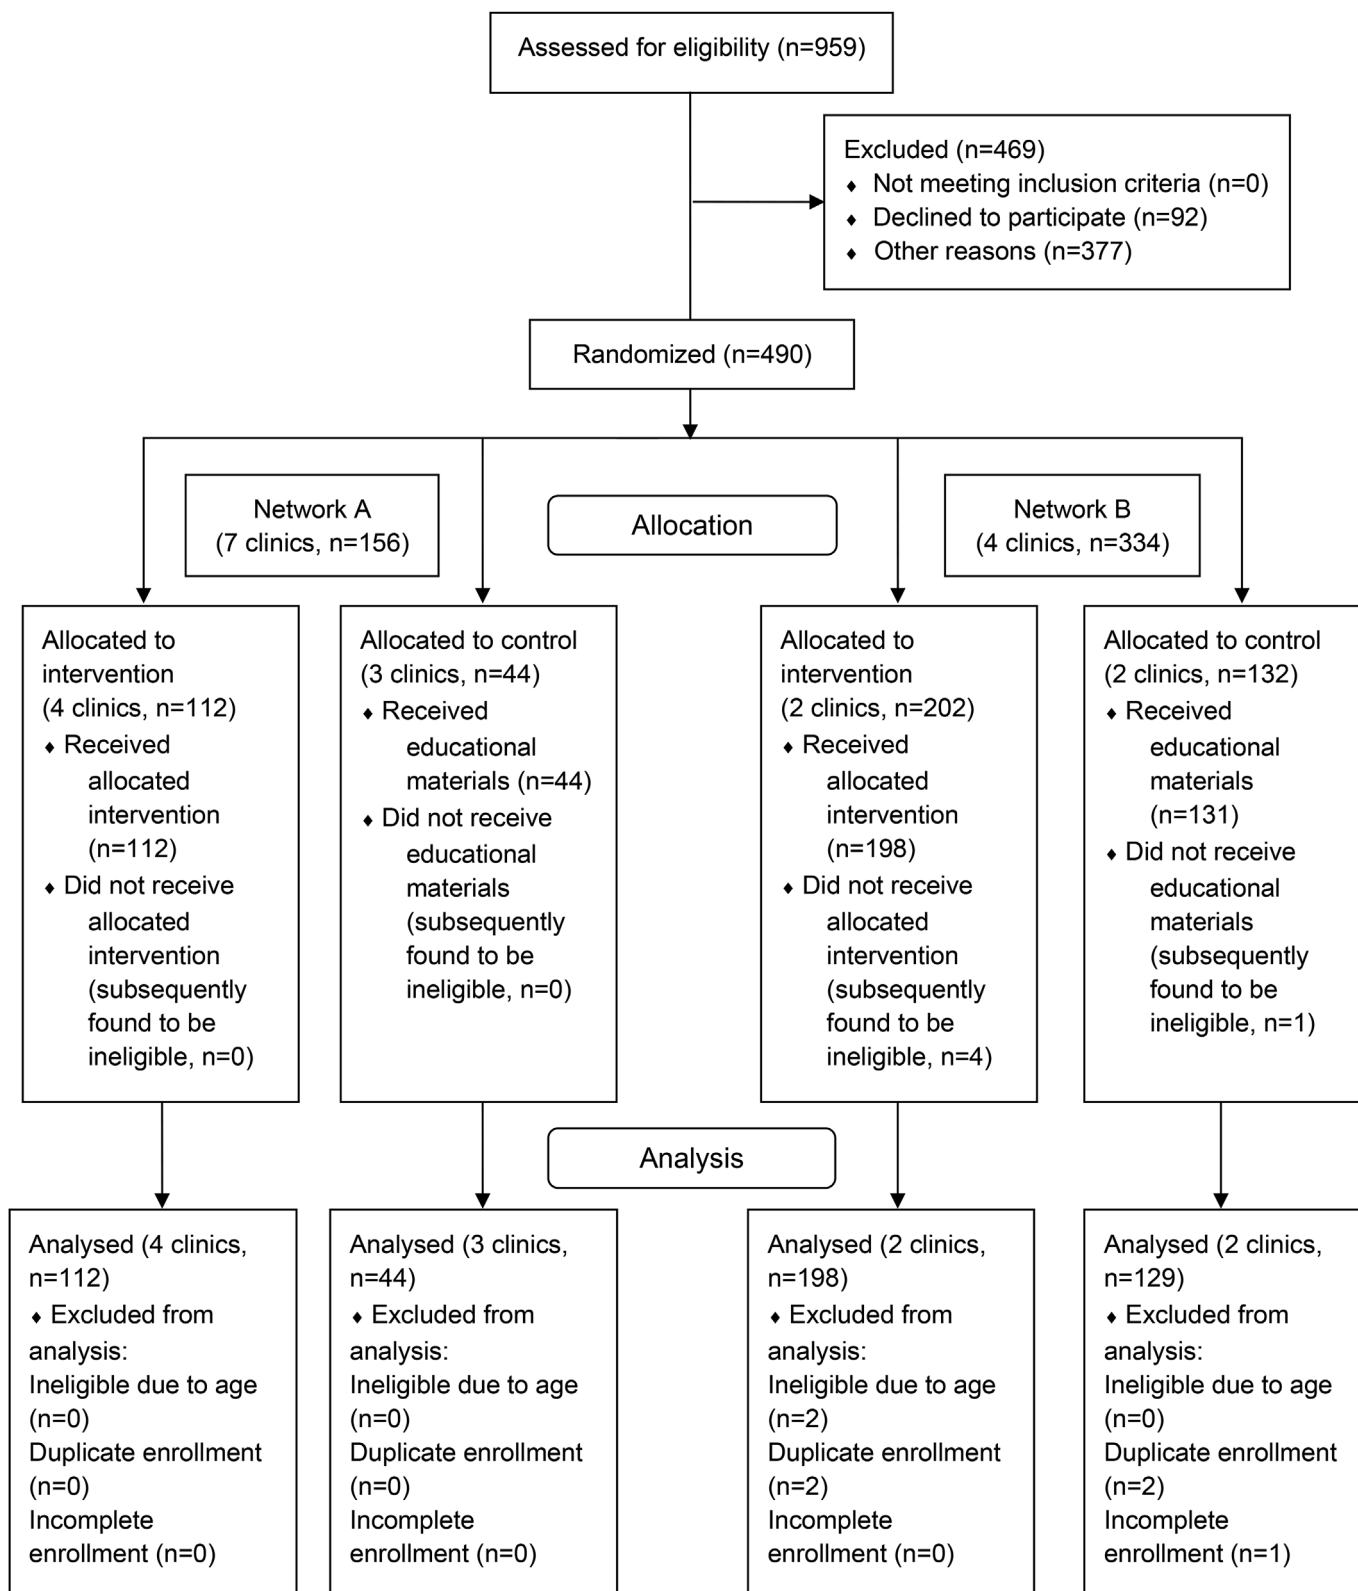 Assessed for eligibility (n=959)
Excluded (n=469)
♦ Not meeting inclusion criteria (n=0)
♦ Declined to participate (n=92)
♦ Other reasons (n=377)
Randomized (n=490)
Network A
(7 clinics, n=156)
Allocation
Network B
(4 clinics, n=334)
Allocated to
intervention
(4 clinics, n=112)
♦ Received
allocated
intervention
(n=112)
♦ Did not receive
allocated
intervention
(subsequently
found to be
ineligible, n=0)
Allocated to control
(3 clinics, n=44)
♦ Received
educational
materials (n=44)
♦ Did not receive
educational
materials
(subsequently
found to be
ineligible, n=0)
Allocated to
intervention
(2 clinics, n=202)
♦ Received
allocated
intervention
(n=198)
♦ Did not receive
allocated
intervention
(subsequently
found to be
ineligible, n=4)
Allocated to control
(2 clinics, n=132)
♦ Received
educational
materials
(n=131)
♦ Did not receive
educational
materials
(subsequently
found to be
ineligible, n=1)
Analysis
Analysed (4 clinics,
n=112)
♦ Excluded from
analysis:
Ineligible due to age
(n=0)
Duplicate enrollment
(n=0)
Incomplete
enrollment (n=0)
Analysed (3 clinics,
n=44)
♦ Excluded from
analysis:
Ineligible due to age
(n=0)
Duplicate enrollment
(n=0)
Incomplete
enrollment (n=0)
Analysed (2 clinics,
n=198)
♦ Excluded from
analysis:
Ineligible due to age
(n=2)
Duplicate enrollment
(n=2)
Incomplete
enrollment (n=0)
Analysed (2 clinics,
n=129)
♦ Excluded from
analysis:
Ineligible due to age
(n=0)
Duplicate enrollment
(n=2)
Incomplete
enrollment (n=1)